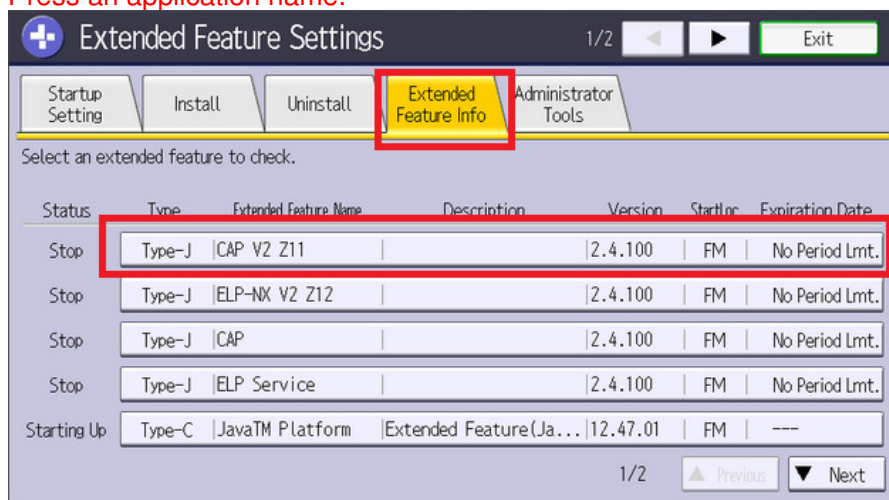 Press an application name.
Extended Feature Settings 1/2 ◀ ▶ Exit
Startup Setting Install Uninstall Extended Feature Info Administrator Tools
Select an extended feature to check.
Status Type Extended Feature Name Description Version StartLoc Expiration Date
Stop Type-J |CAP V2 Z11 | |2.4.100 | FM | No Period Lmt.
Stop Type-J |ELP-NX V2 Z12 | |2.4.100 | FM | No Period Lmt.
Stop Type-J |CAP | |2.4.100 | FM | No Period Lmt.
Stop Type-J |ELP Service | |2.4.100 | FM | No Period Lmt.
Starting Up Type-C |JavaTM Platform |Extended Feature(Ja...|12.47.01 | FM | ---
1/2 ▲ Previous ▼ Next